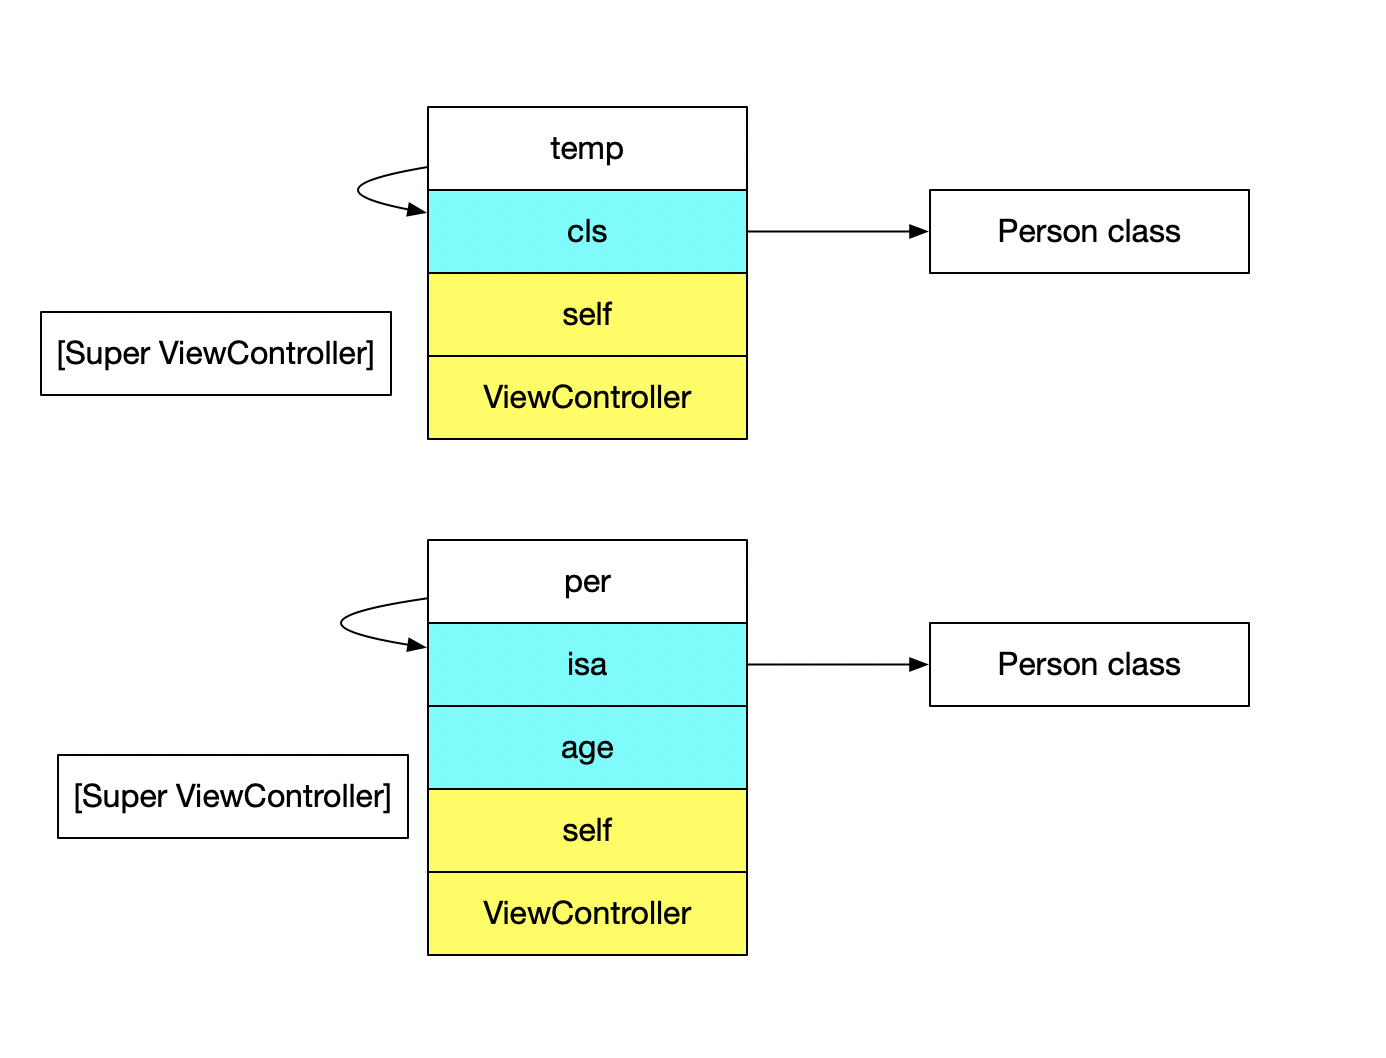 temp
cls
Person class
self
[Super ViewController]
ViewController
per
isa
Person class
age
[Super ViewController]
self
ViewController